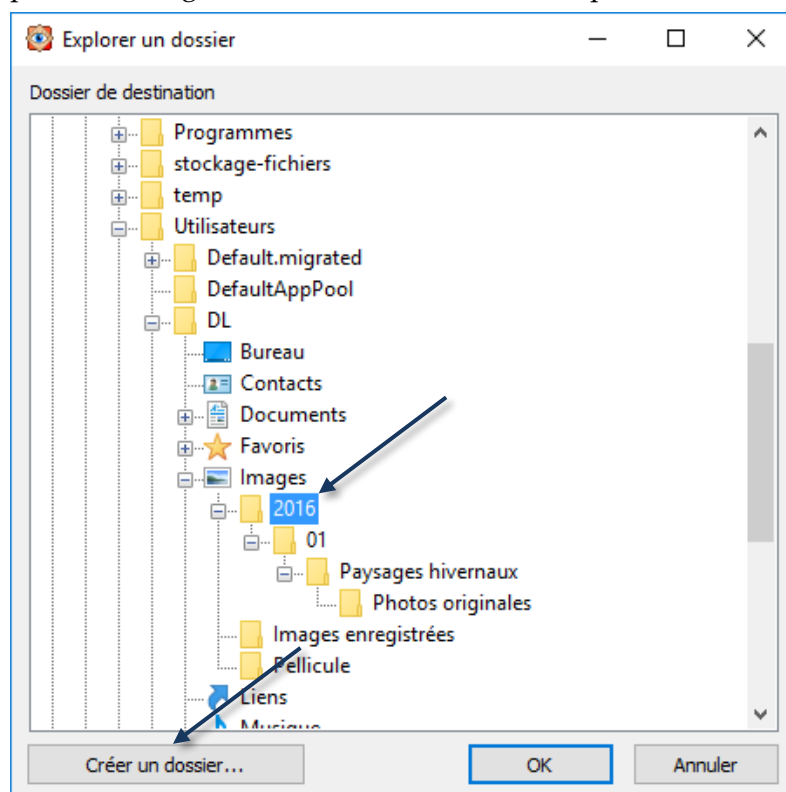 Explorer un dossier
Dossier de destination
Programmes
stockage-fichiers
temp
Utilisateurs
Default.migrated
DefaultAppPool
DL
Bureau
Contacts
Documents
Favoris
Images
2016
01
Paysages hivernaux
Photos originales
Images enregistrées
Pellicule
Liens
Musique
Créer un dossier...
OK
Annuler